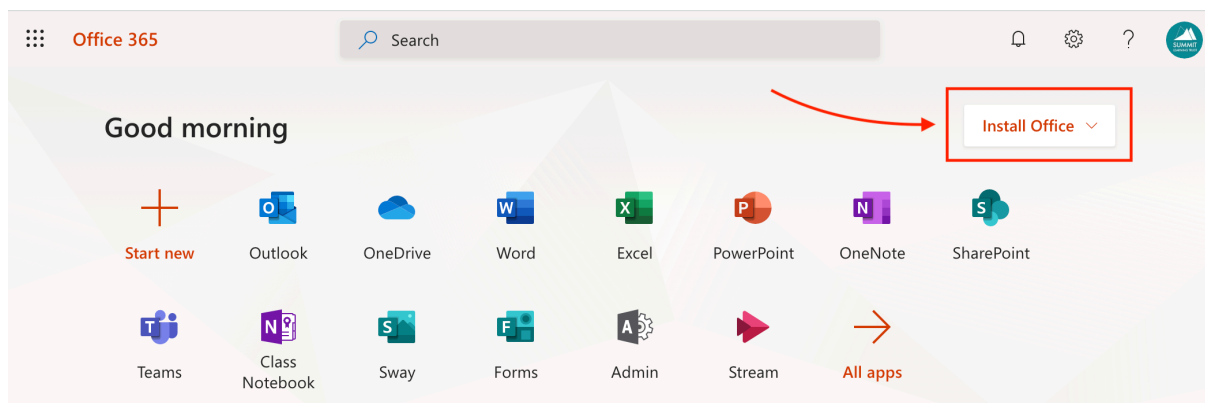 Office 365
Search
SUMMIT
Good morning
Install Office
Start new
Outlook
OneDrive
Word
Excel
PowerPoint
OneNote
SharePoint
Teams
Class
Notebook
Sway
Forms
Admin
Stream
All apps